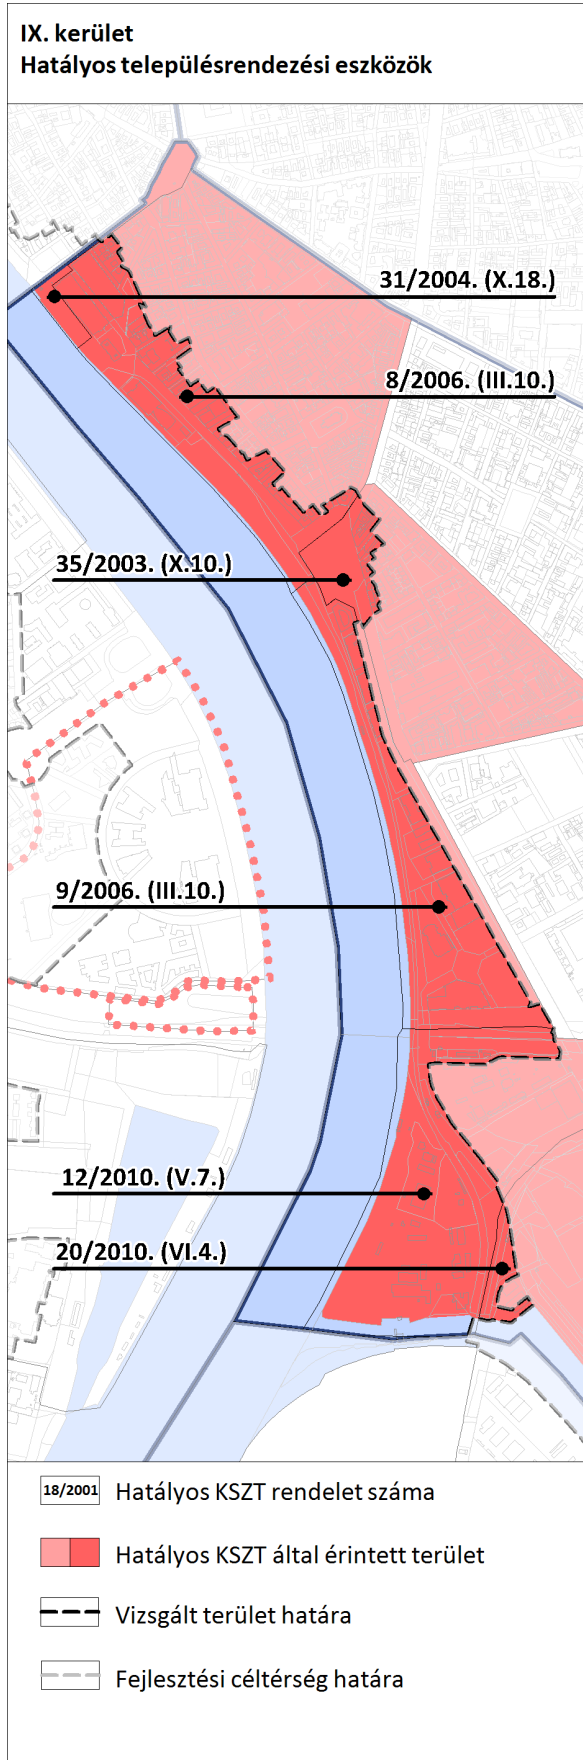 IX. kerület
Hatályos településrendezési eszközök
31/2004. (X.18.)
8/2006. (III.10.)
35/2003. (X.10.)
9/2006. (III.10.)
12/2010. (V.7.)
20/2010. (VI.4.)
18/2001 Hatályos KSZT rendelet száma
Hatályos KSZT által érintett terület
Vizsgált terület határa
Fejlesztési céltérség határa